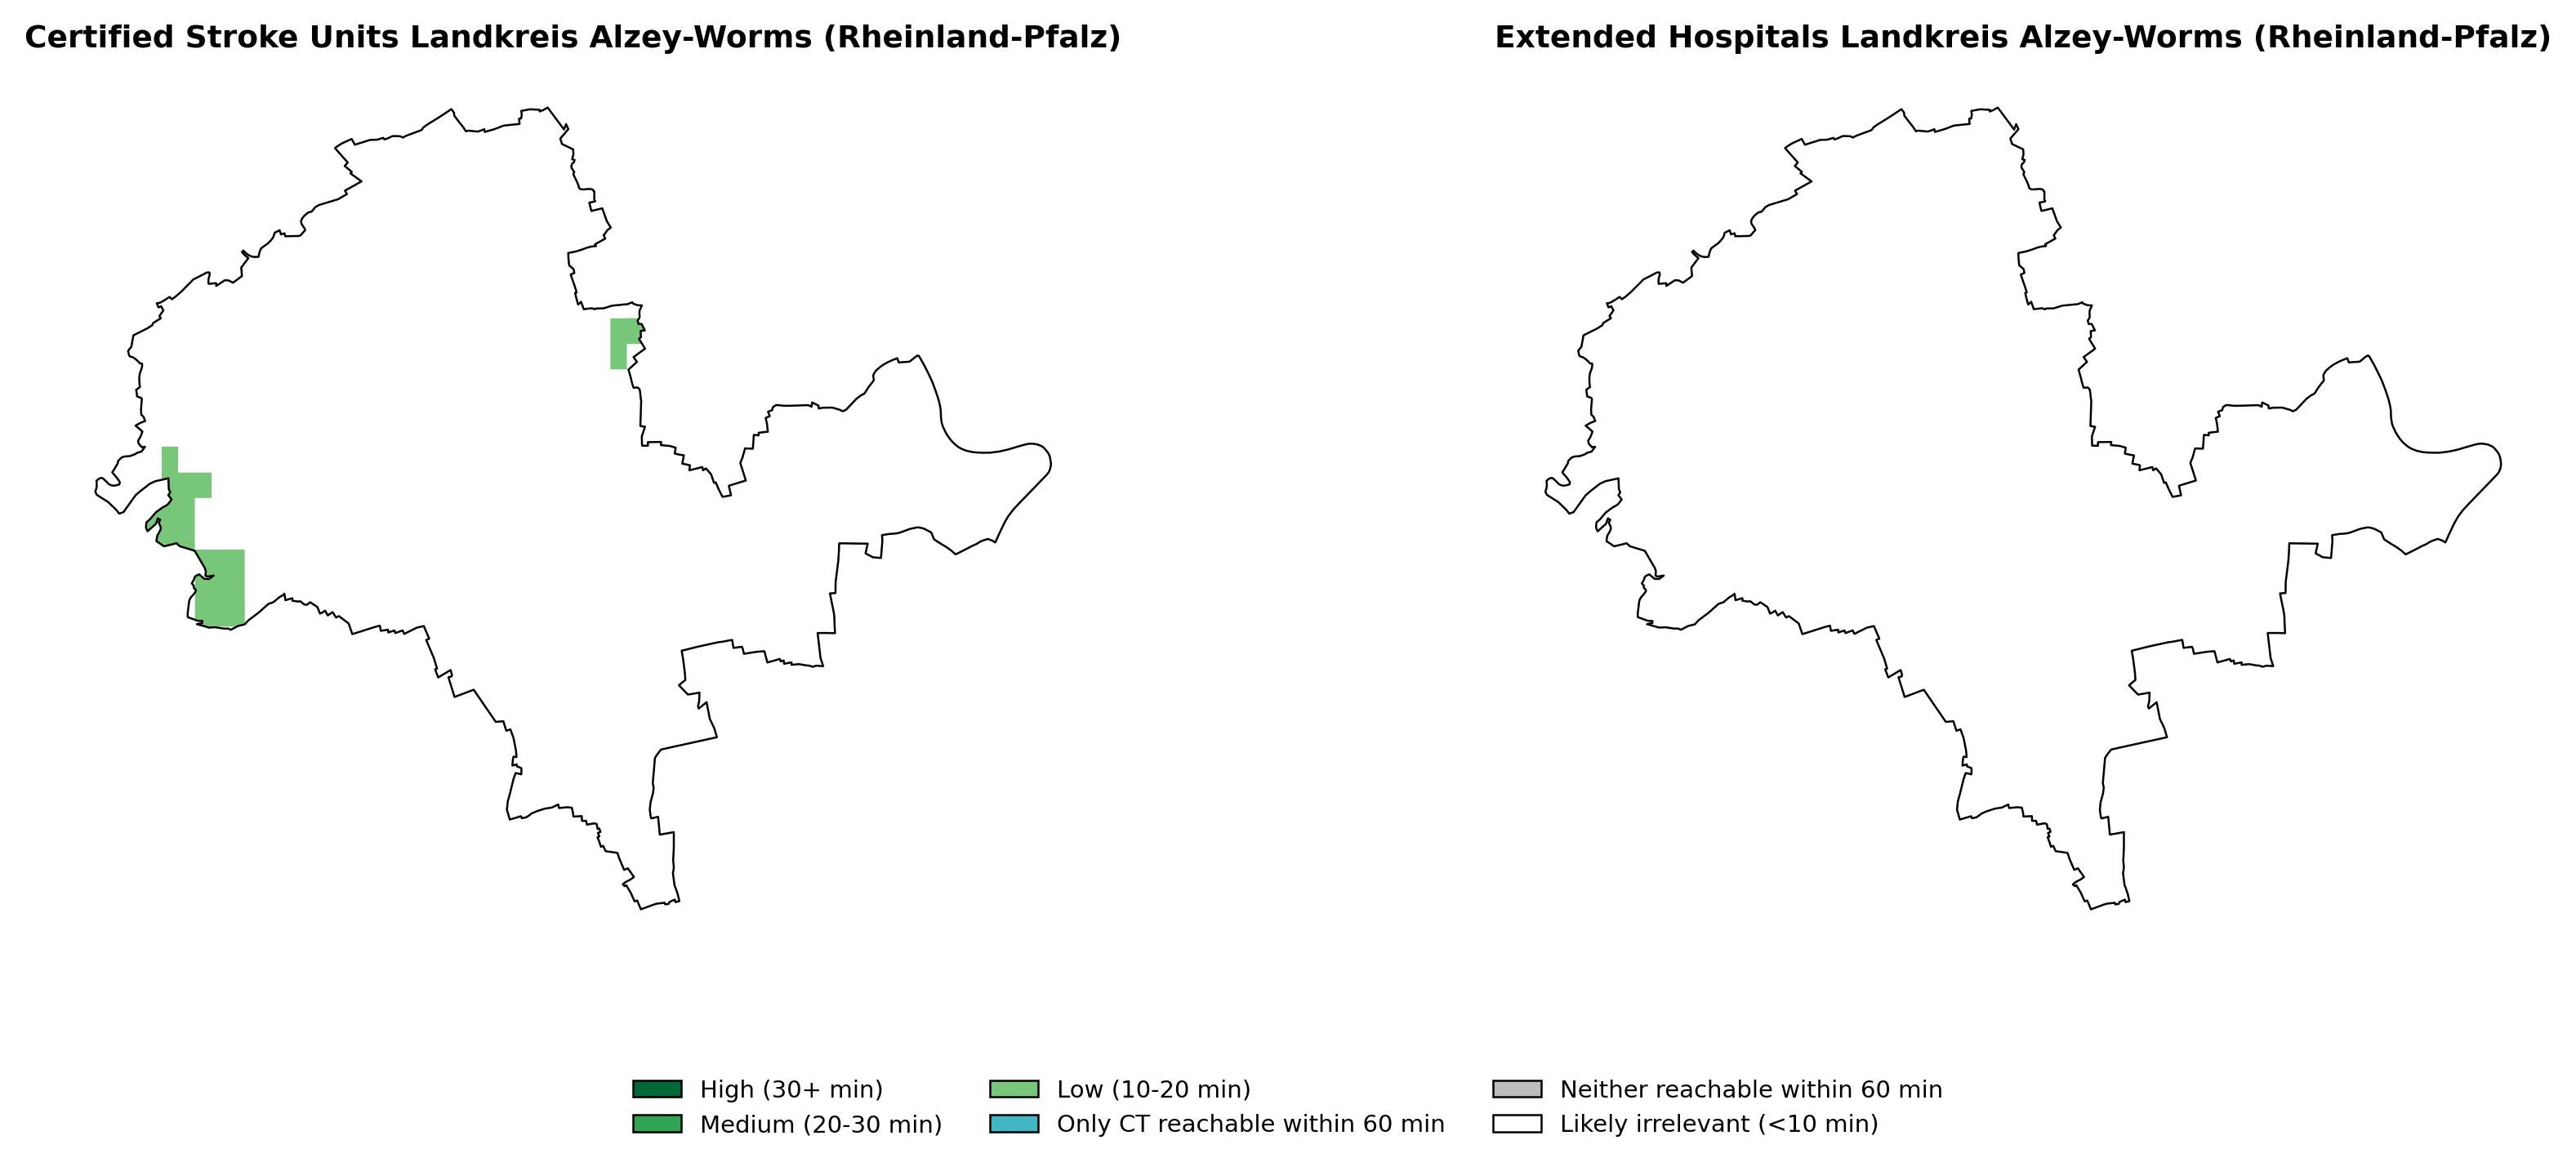 Certified Stroke Units Landkreis Alzey-Worms (Rheinland-Pfalz)
Extended Hospitals Landkreis Alzey-Worms (Rheinland-Pfalz)
High (30+ min)
Medium (20-30 min)
Low (10-20 min)
Only CT reachable within 60 min
Neither reachable within 60 min
Likely irrelevant (<10 min)